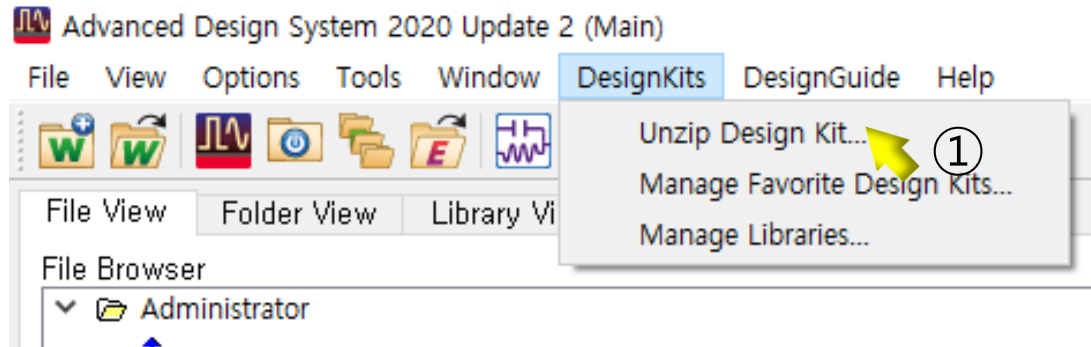 Advanced Design System 2020 Update 2 (Main)
File View Options Tools Window DesignKits DesignGuide Help
W W E
Unzip Design Kit...
①
Manage Favorite Design Kits...
Manage Libraries...
File View Folder View Library Vi
File Browser
Administrator